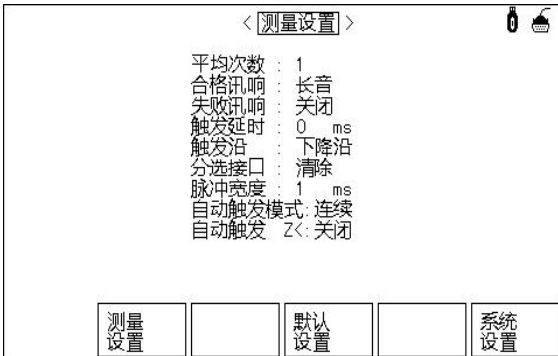 < 测量设置 >
平均次数 : 1
合格讯响 : 长音
失败讯响 : 关闭
触发延时 : 0 ms
触发沿 : 下降沿
分选接口 : 清除
脉冲宽度 : 1 ms
自动触发模式: 连续
自动触发 Z<: 关闭
测量
设置
默认
设置
系统
设置